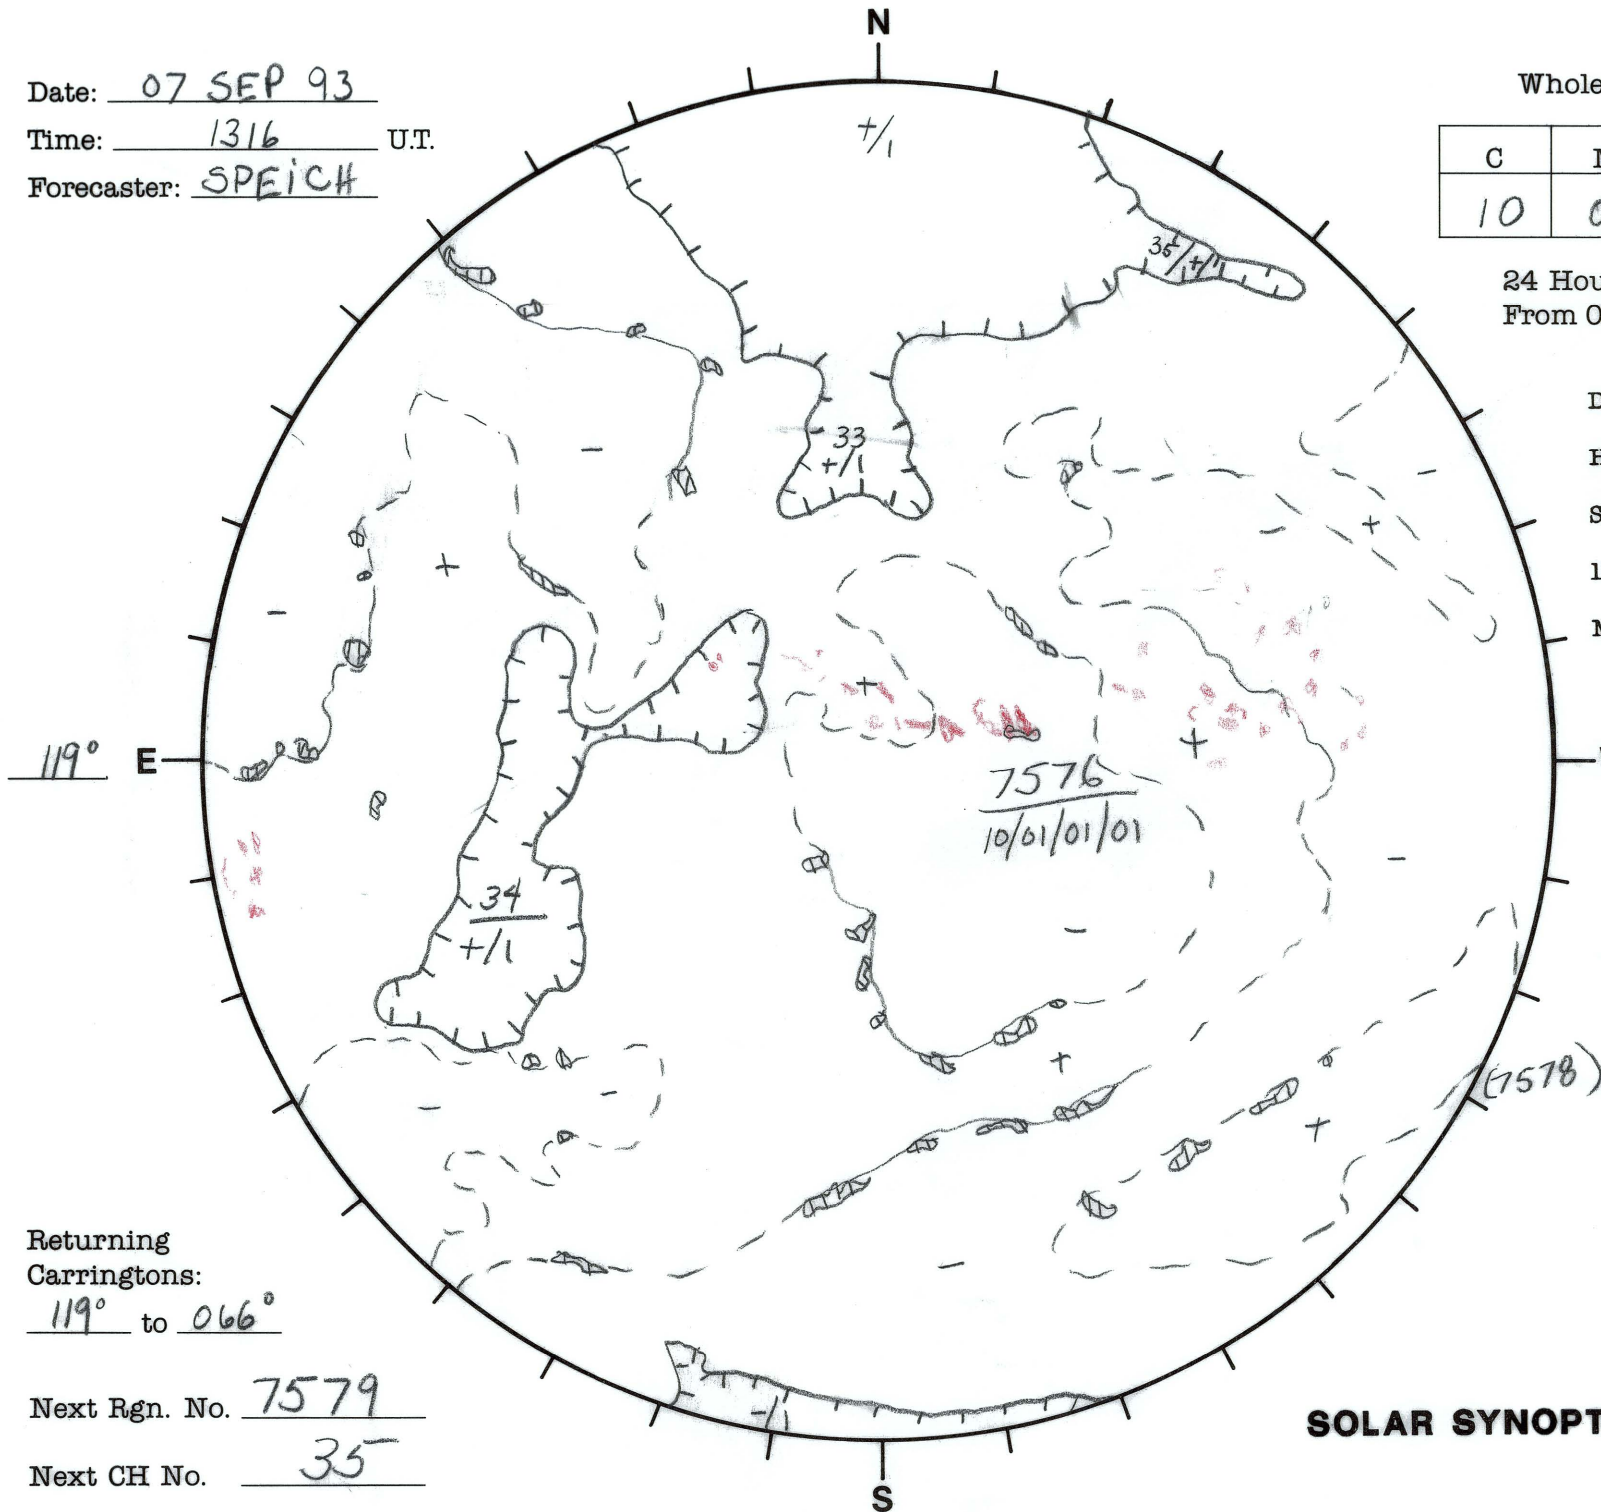 N
Date: 07 SEP 93
Time: 1316 U.T.
Forecaster: SPEICH
Whole
C
10
24 Hou
From 0
+/1
35/+/1
-
33
+/1
-
+
-
+
-
+
+
119°
E
7576
10/01/01/01
34
+/1
-
-
+
-
-
(7578)
+
-
-/1
Returning
Carringtons:
119° to 066°
Next Rgn. No. 7579
Next CH No. 35
SOLAR SYNOPT
S